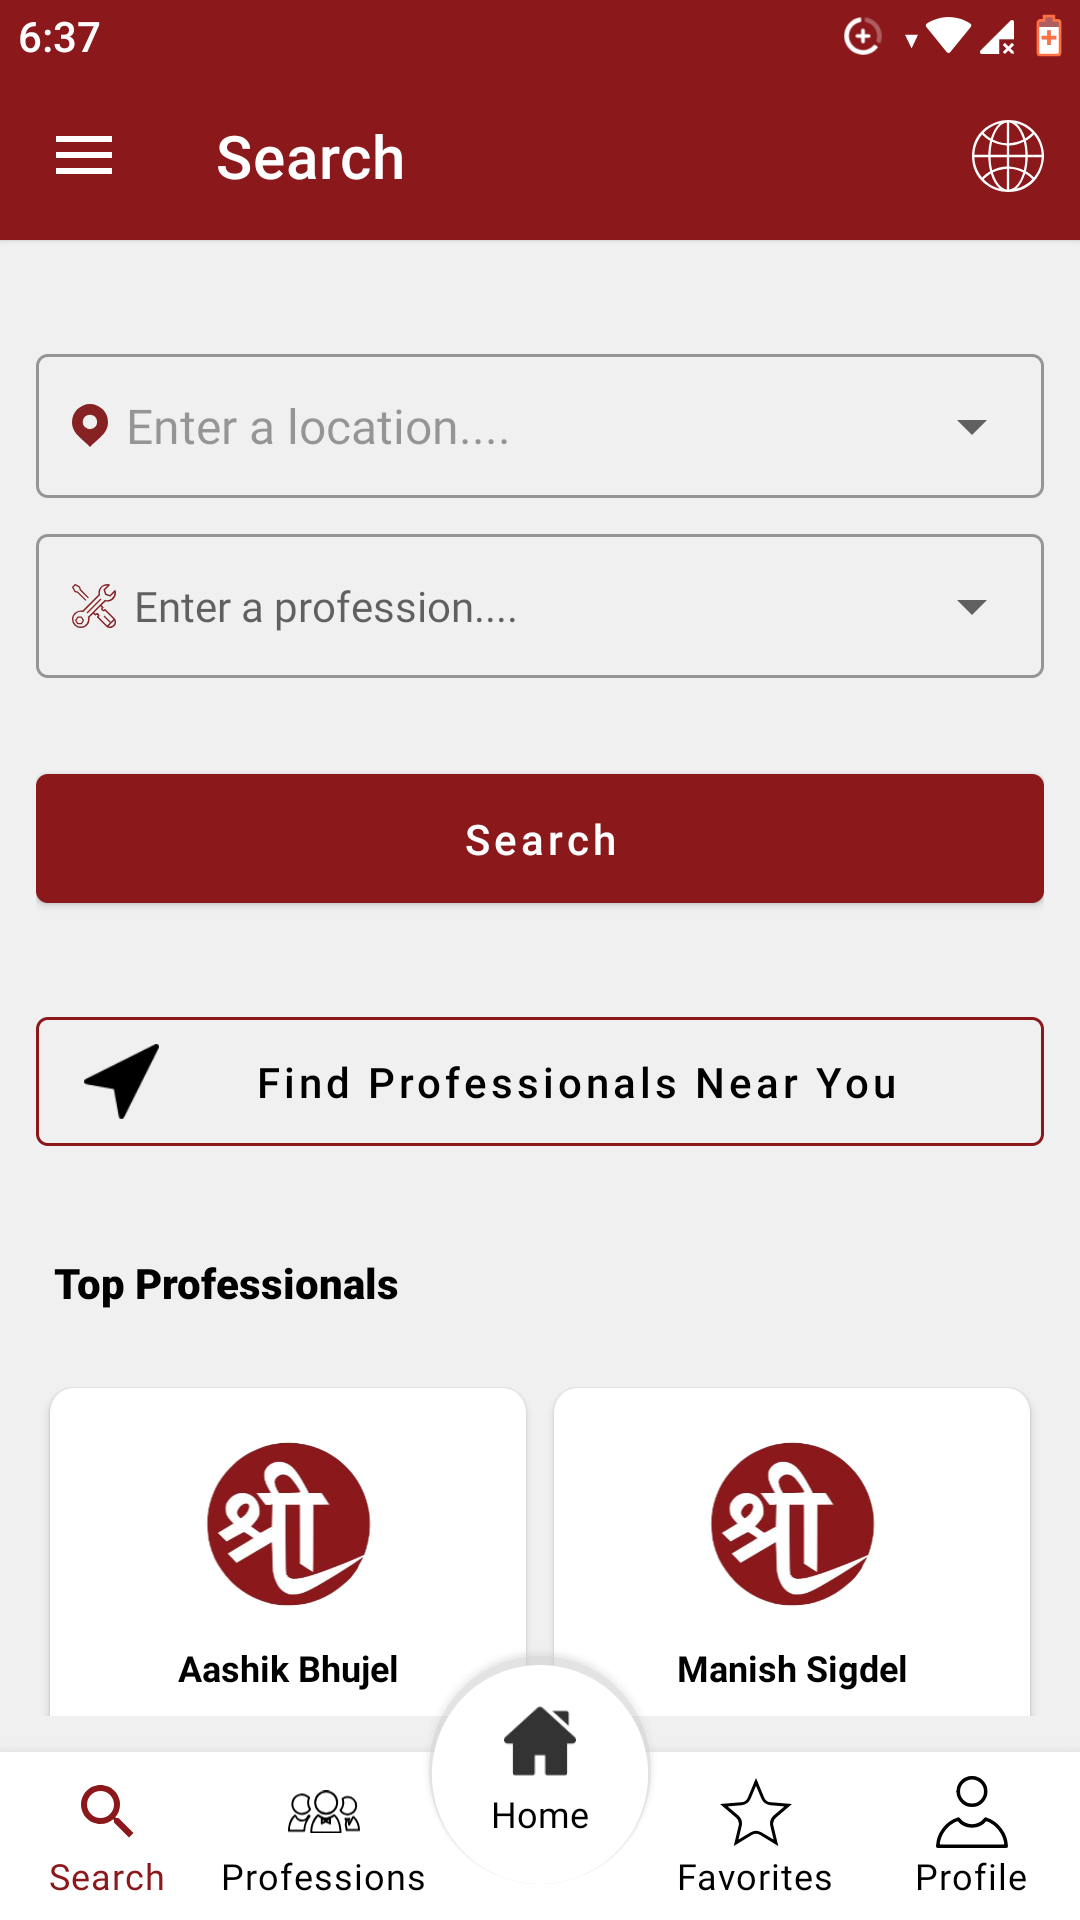 6:37
Search
Enter a location....
Enter a profession....
Search
Find Professionals Near You
Top Professionals
श्री
श्री
Aashik Bhujel
Manish Sigdel
Home
Search
Professions
Favorites
Profile